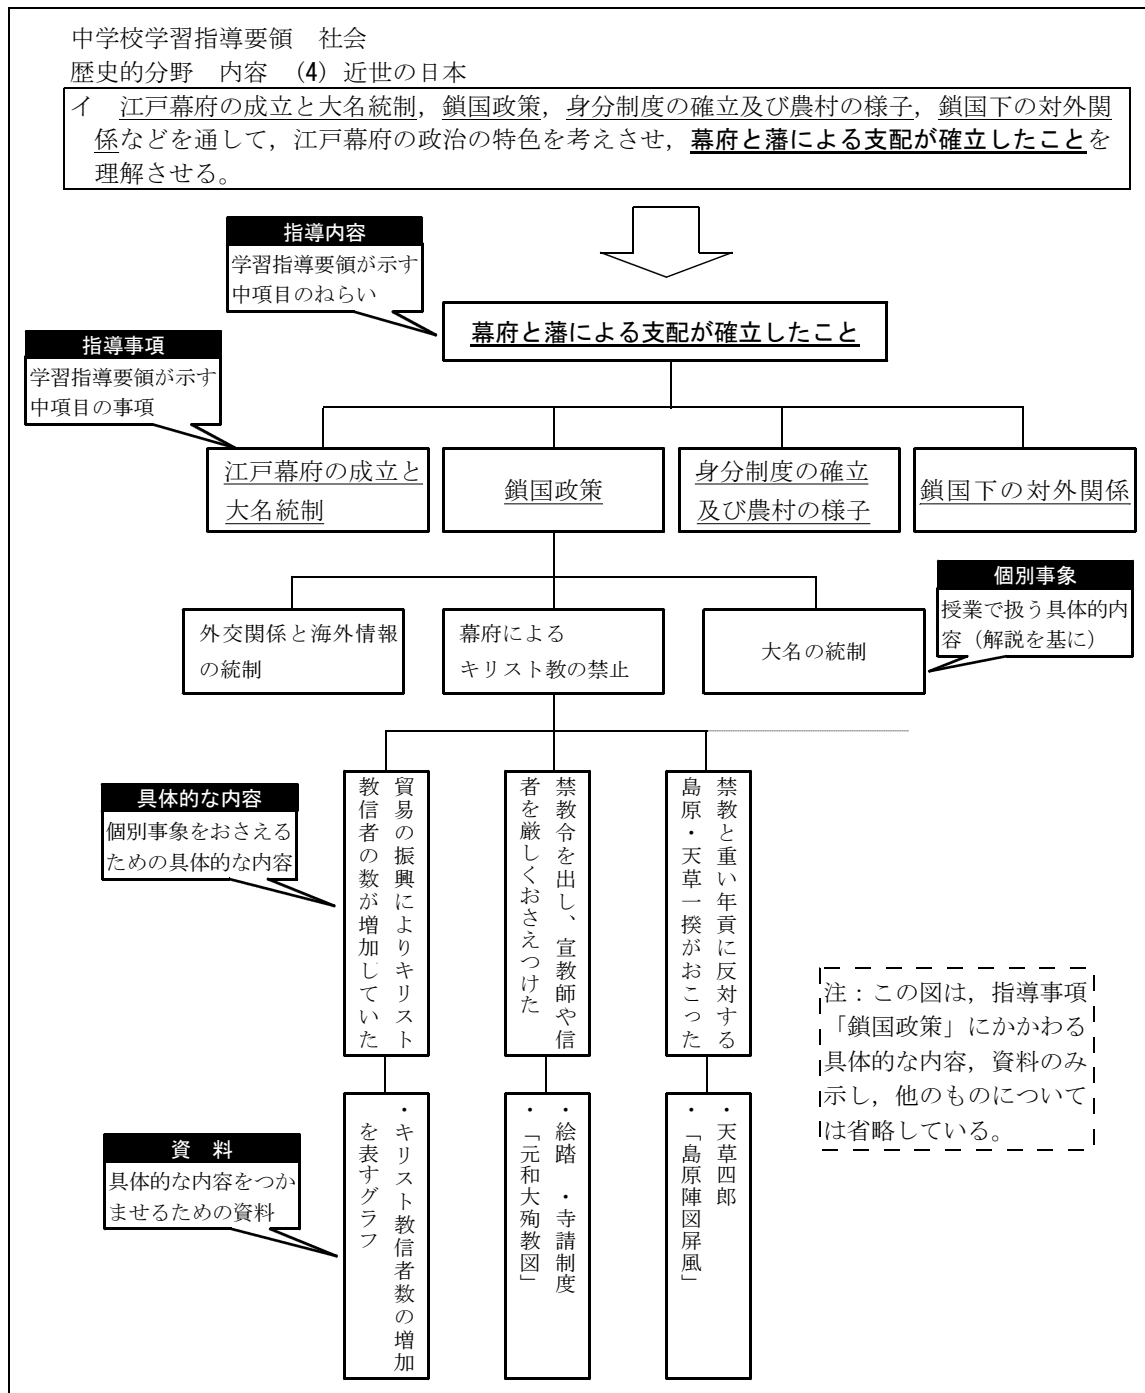 中学校学習指導要領　社会
歴史的分野　内容　(4) 近世の日本
イ　江戸幕府の成立と大名統制，鎖国政策，身分制度の確立及び農村の様子，鎖国下の対外関
係などを通して，江戸幕府の政治の特色を考えさせ，幕府と藩による支配が確立したことを
理解させる。
指導内容
学習指導要領が示す
中項目のねらい
幕府と藩による支配が確立したこと
指導事項
学習指導要領が示す
中項目の事項
江戸幕府の成立と
大名統制
鎖国政策
身分制度の確立
及び農村の様子
鎖国下の対外関係
個別事象
授業で扱う具体的内
容（解説を基に）
外交関係と海外情報
の統制
幕府による
キリスト教の禁止
大名の統制
具体的な内容
個別事象をおさえる
ための具体的な内容
貿易の振興によりキリスト
教信者の数が増加していた
禁教令を出し、宣教師や信
者を厳しくおさえつけた
禁教と重い年貢に反対する
島原・天草一揆がおこった
注：この図は，指導事項
「鎖国政策」にかかわる
具体的な内容，資料のみ
示し，他のものについて
は省略している。
資　料
具体的な内容をつか
ませるための資料
・キリスト教信者数の増加
を表すグラフ
・絵踏　・寺請制度
・「元和大殉教図」
・天草四郎
・「島原陣図屏風」